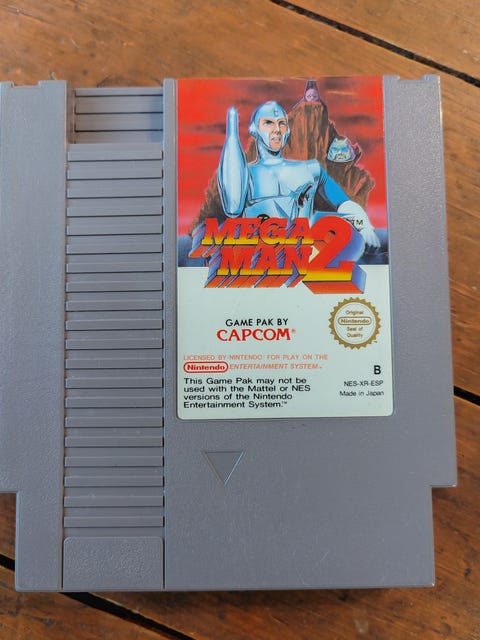 MEGA
MAN 2
TM
GAME PAK BY
CAPCOM®
Original
Nintendo
Seal of
Quality
LICENSED BY NINTENDO FOR PLAY ON THE
Nintendo ENTERTAINMENT SYSTEM™
This Game Pak may not be
used with the Mattel or NES
versions of the Nintendo
Entertainment System.™
B
NES-XR-ESP
Made in Japan